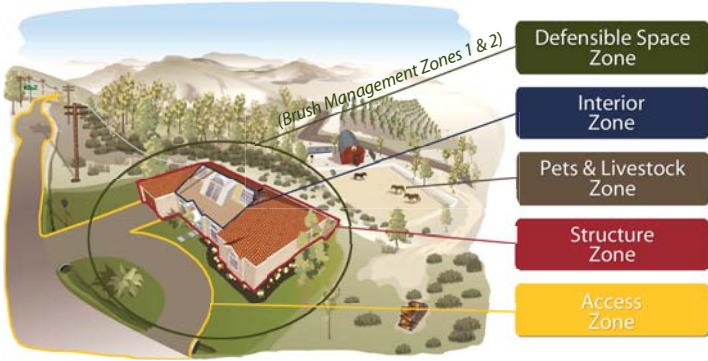 Defensible Space
Zone
(Brush Management Zones 1 & 2)
Interior
Zone
Pets & Livestock
Zone
Structure
Zone
Access
Zone